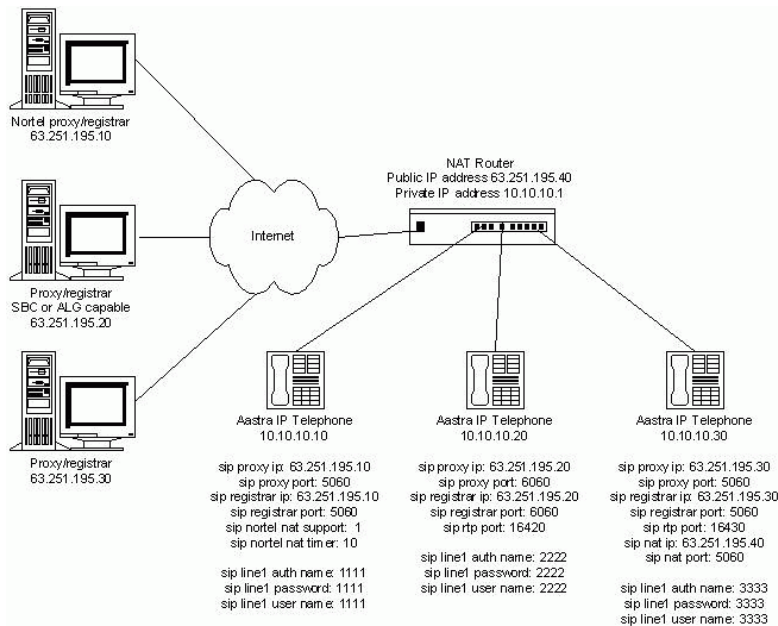 Nortel proxy/registrar
63.251.195.10
NAT Router
Public IP address 63.251.195.40
Private IP address 10.10.10.1
Internet
Proxy/registrar
SBC or ALG capable
63.251.195.20
Proxy/registrar
63.251.195.30
Aastra IP Telephone
10.10.10.10
sip proxy ip: 63.251.195.10
sip proxy port: 5060
sip registrar ip: 63.251.195.10
sip registrar port: 5060
sip nortel nat support: 1
sip nortel nat timer: 10
sip line1 auth name: 1111
sip line1 password: 1111
sip line1 user name: 1111
Aastra IP Telephone
10.10.10.20
sip proxy ip: 63.251.195.20
sip proxy port: 6060
sip registrar ip: 63.251.195.20
sip registrar port: 6060
sip rtp port: 16420
sip line1 auth name: 2222
sip line1 password: 2222
sip line1 user name: 2222
Aastra IP Telephone
10.10.10.30
sip proxy ip: 63.251.195.30
sip proxy port: 5060
sip registrar ip: 63.251.195.30
sip registrar port: 5060
sip rtp port: 16430
sip nat ip: 63.251.195.40
sip nat port: 5060
sip line1 auth name: 3333
sip line1 password: 3333
sip line1 user name: 3333